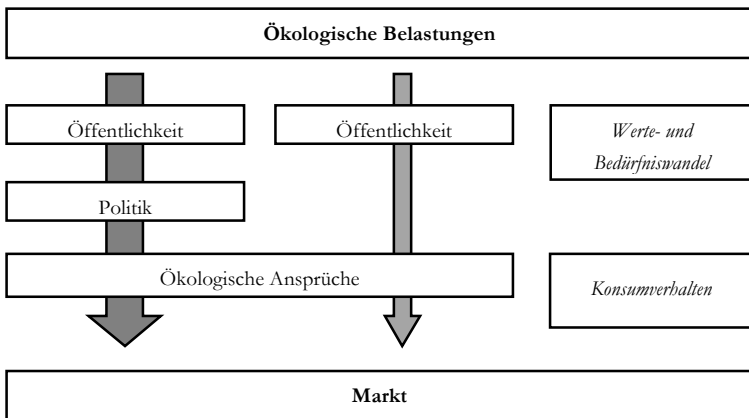 Ökologische Belastungen
Öffentlichkeit
Öffentlichkeit
Werte- und
Bedürfniswandel
Politik
Ökologische Ansprüche
Konsumverhalten
Markt